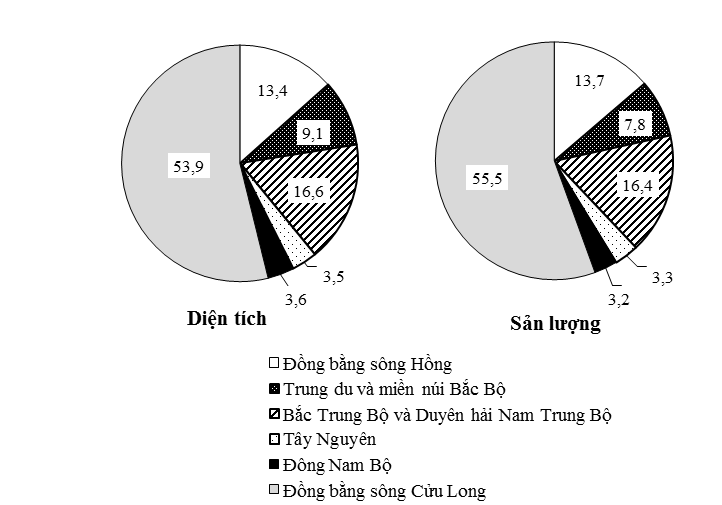 13,4
9,1
16,6
3,5
3,6
53,9
Diện tích
13,7
7,8
16,4
3,3
3,2
55,5
Sản lượng
Đồng bằng sông Hồng
Trung du và miền núi Bắc Bộ
Bắc Trung Bộ và Duyên hải Nam Trung Bộ
Tây Nguyên
Đông Nam Bộ
Đồng bằng sông Cửu Long